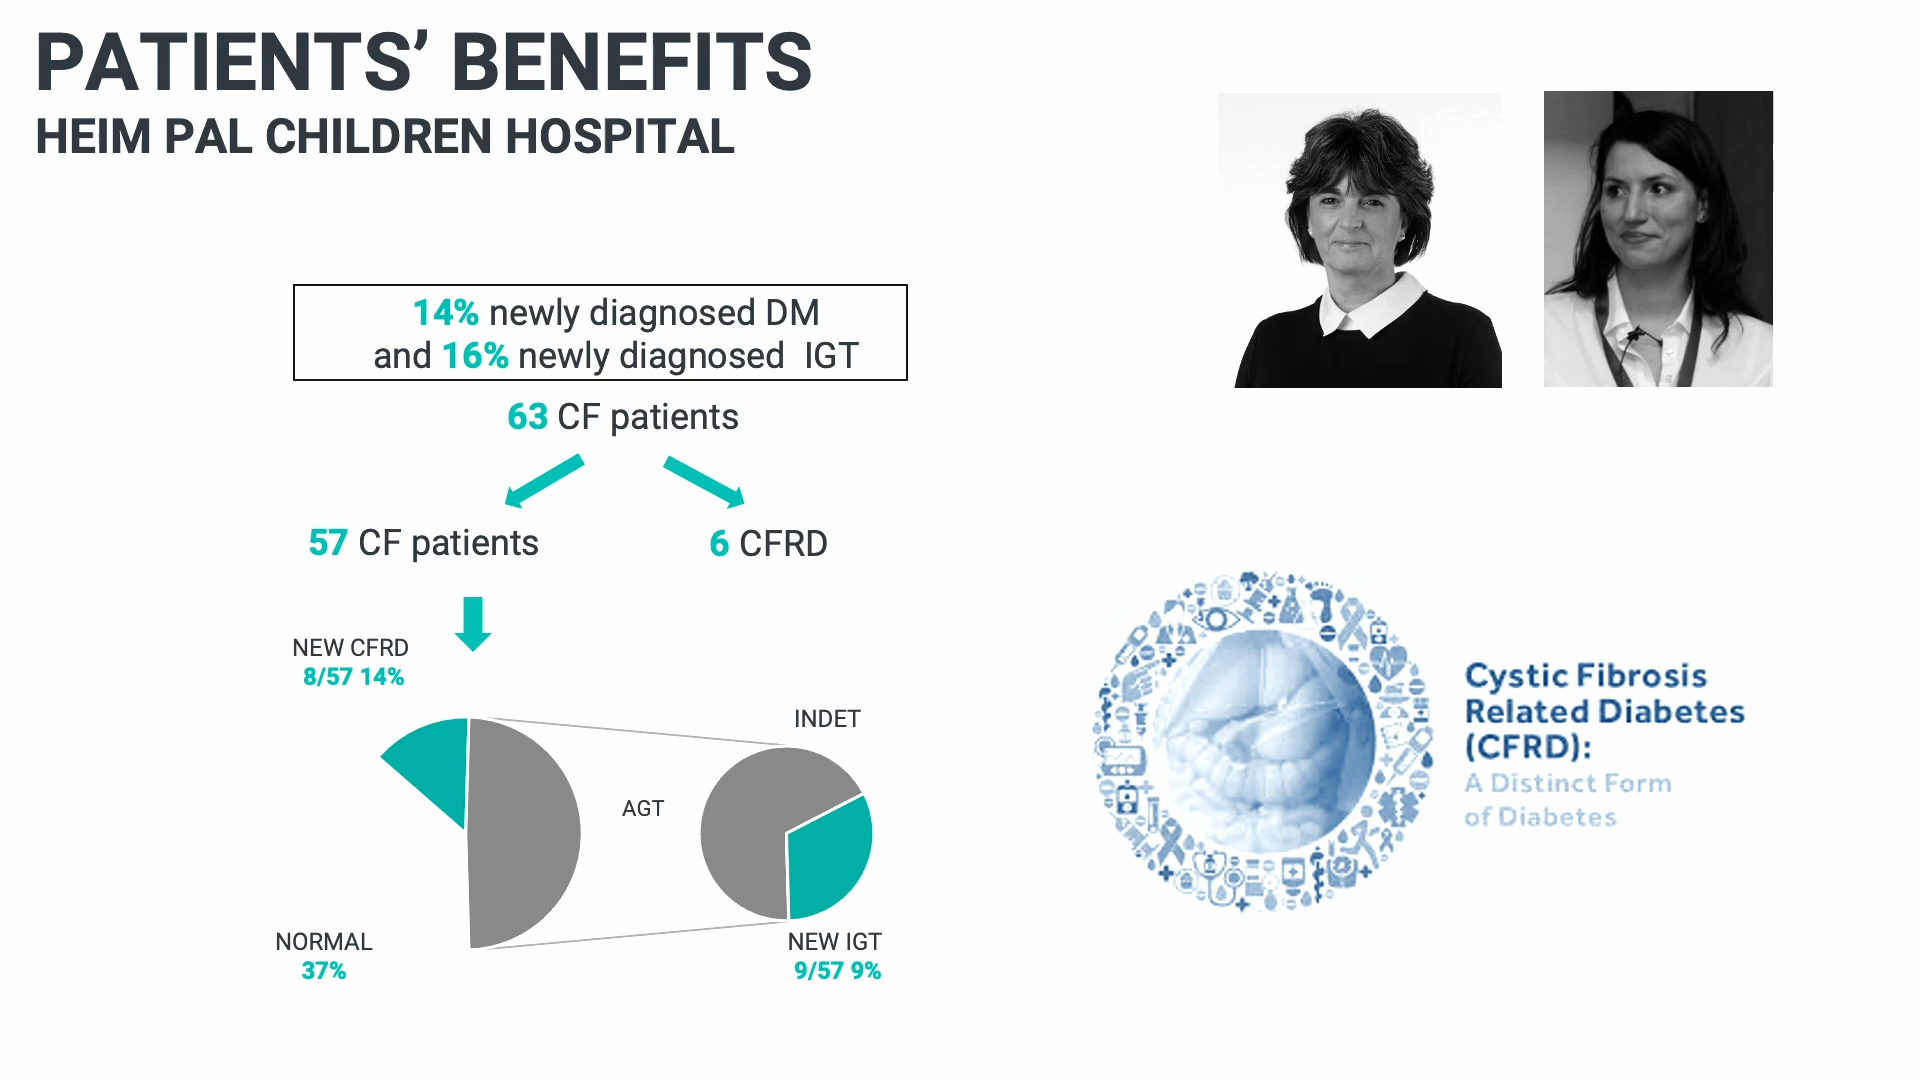 PATIENTS’ BENEFITS
HEIM PAL CHILDREN HOSPITAL
14% newly diagnosed DM
and 16% newly diagnosed IGT
63 CF patients
57 CF patients
6 CFRD
NEW CFRD
8/57 14%
INDET
AGT
NORMAL
37%
NEW IGT
9/57 9%
Cystic Fibrosis
Related Diabetes
(CFRD):
A Distinct Form
of Diabetes